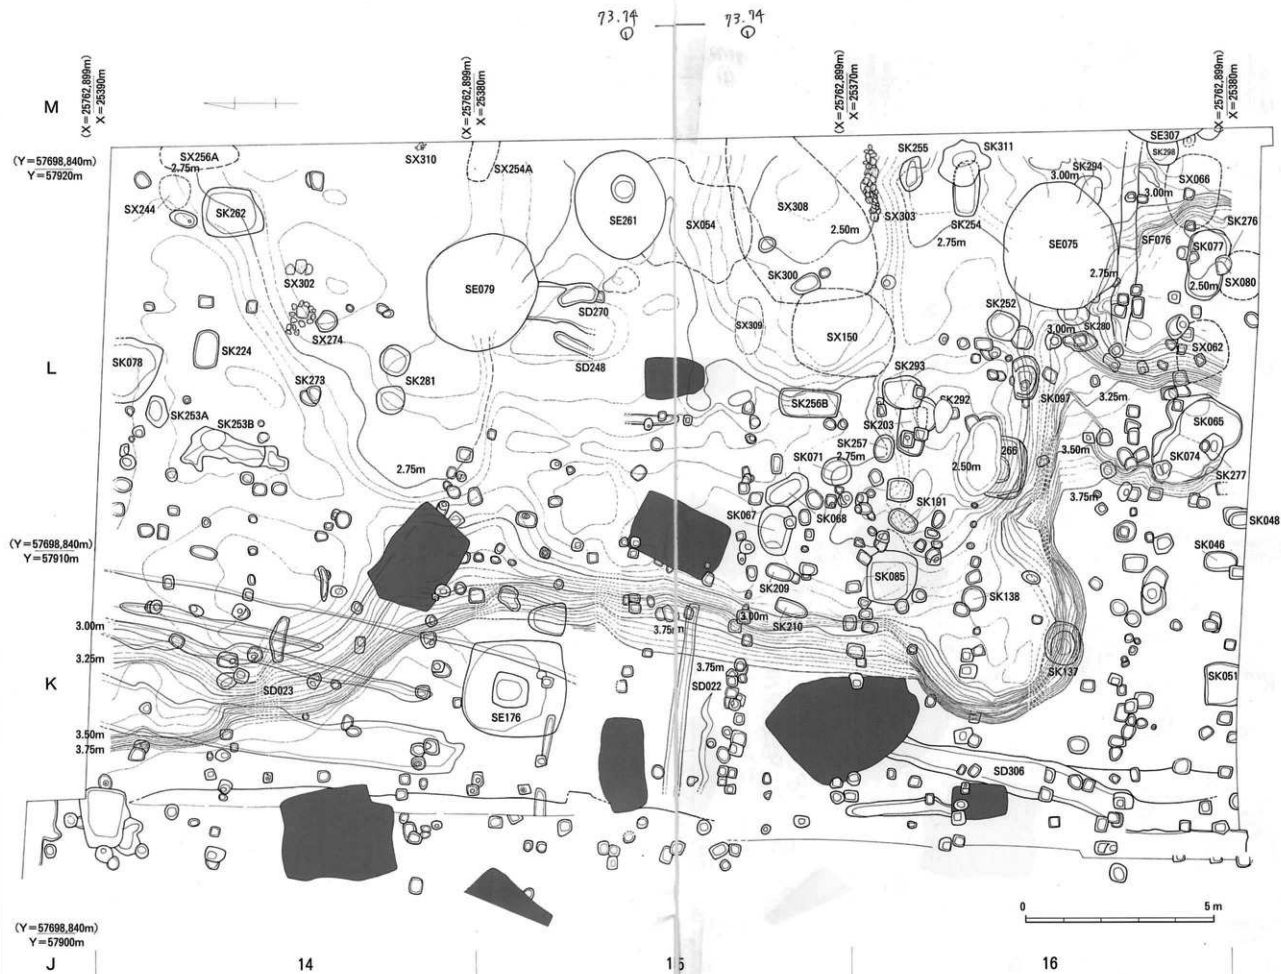 73.74
73.74
(X=25762,899m)
X=25390m
(X=25762,899m)
X=25380m
(X=25762,899m)
X=25370m
(X=25762,899m)
X=25380m
M
(Y=57698,840m)
Y=57920m
SX256A
2.75m
SX310
SX254A
SK255
SK311
SE307
SK298
SK294
3.00m
3.00m
SX066
SX244
SK262
SE261
SX054
SX308
SX303
2.50m
SK254
2.75m
SK276
SF076
SK077
SE075
2.75m
SX302
SE079
SK300
2.50m
SX080
SD270
SK252
SX274
SX309
SX150
3.00m
SK280
SX062
SK078
SK224
SD248
L
SK281
SK293
SK273
SK253A
SK253B
SK256B
SK292
SK097
3.25m
SK203
SK065
SK257
2.75m
SK071
266
3.50m
SK074
2.75m
2.50m
SK277
3.75m
SK067
SK068
SK191
SK048
(Y=57698,840m)
Y=57910m
SK046
SK085
SK209
SK138
3.00m
3.75m
3.00m
SK210
3.25m
3.75m
SK137
K
SD023
SD022
SK051
SE176
3.50m
3.75m
SD306
0 5 m
(Y=57698,840m)
Y=57900m
J 14 15 16